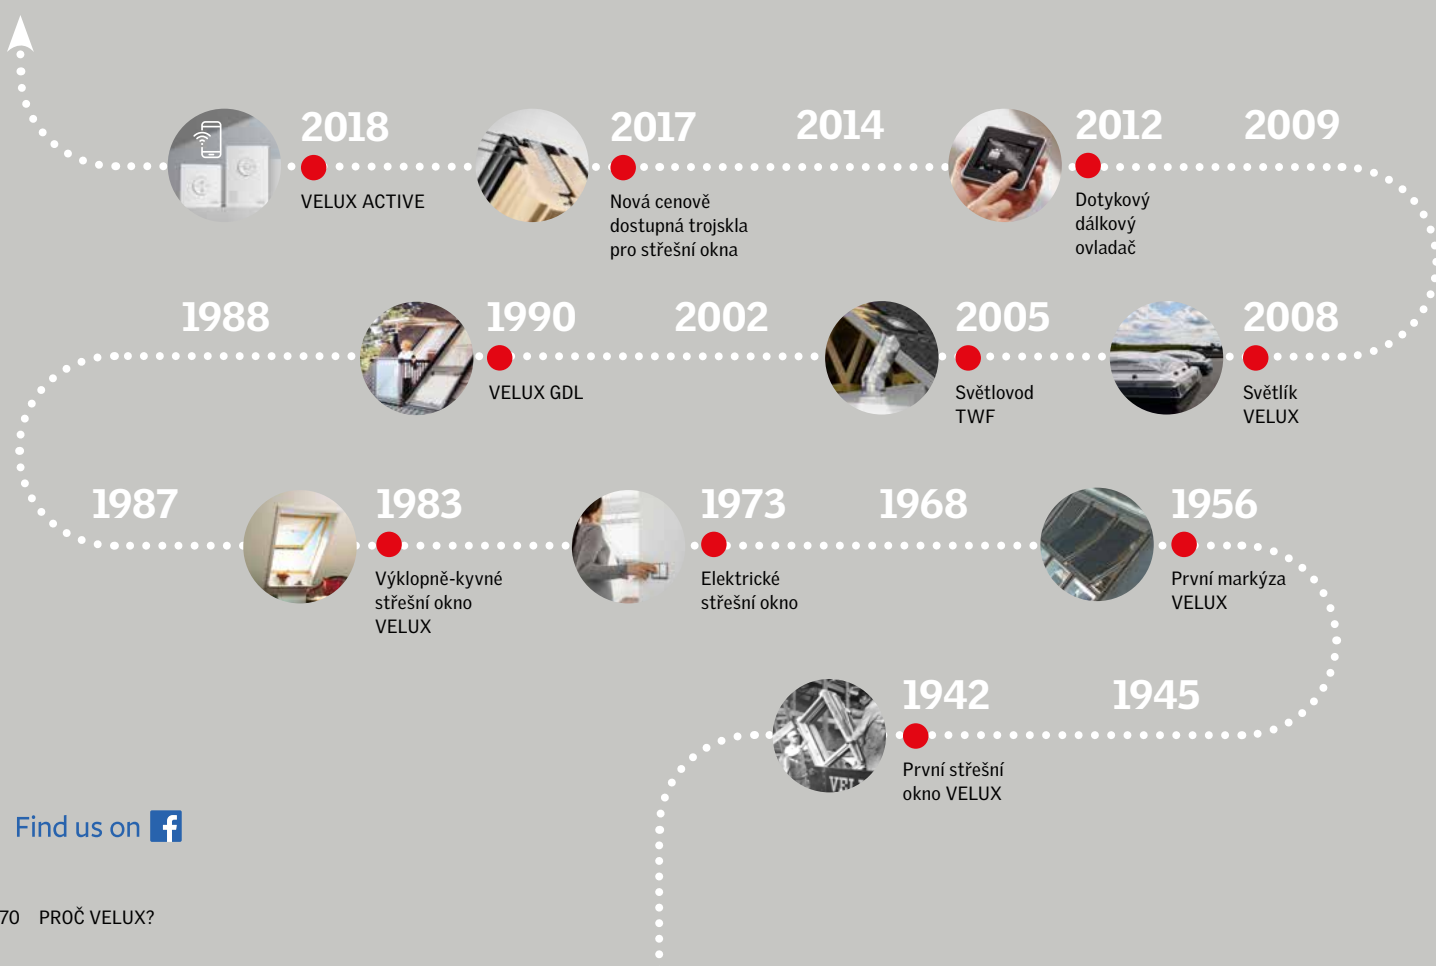 2018
VELUX ACTIVE
2017
Nová cenově
dostupná trojskla
pro střešní okna
2014
2012
Dotykový
dálkový
ovladač
2009
1988
1990
VELUX GDL
2002
2005
Světlovod
TWF
2008
Světlík
VELUX
1987
1983
Výklopně-kyvné
střešní okno
VELUX
1973
Elektrické
střešní okno
1968
1956
První markýza
VELUX
1942
První střešní
okno VELUX
1945
Find us on f
70 PROČ VELUX?